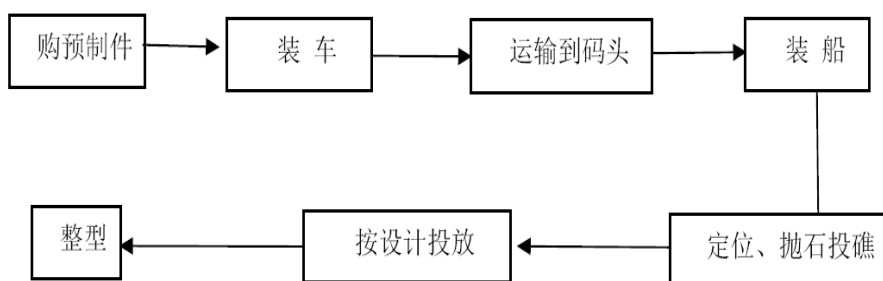 购预制件
装 车
运输到码头
装 船
定位、抛石投礁
按设计投放
整型